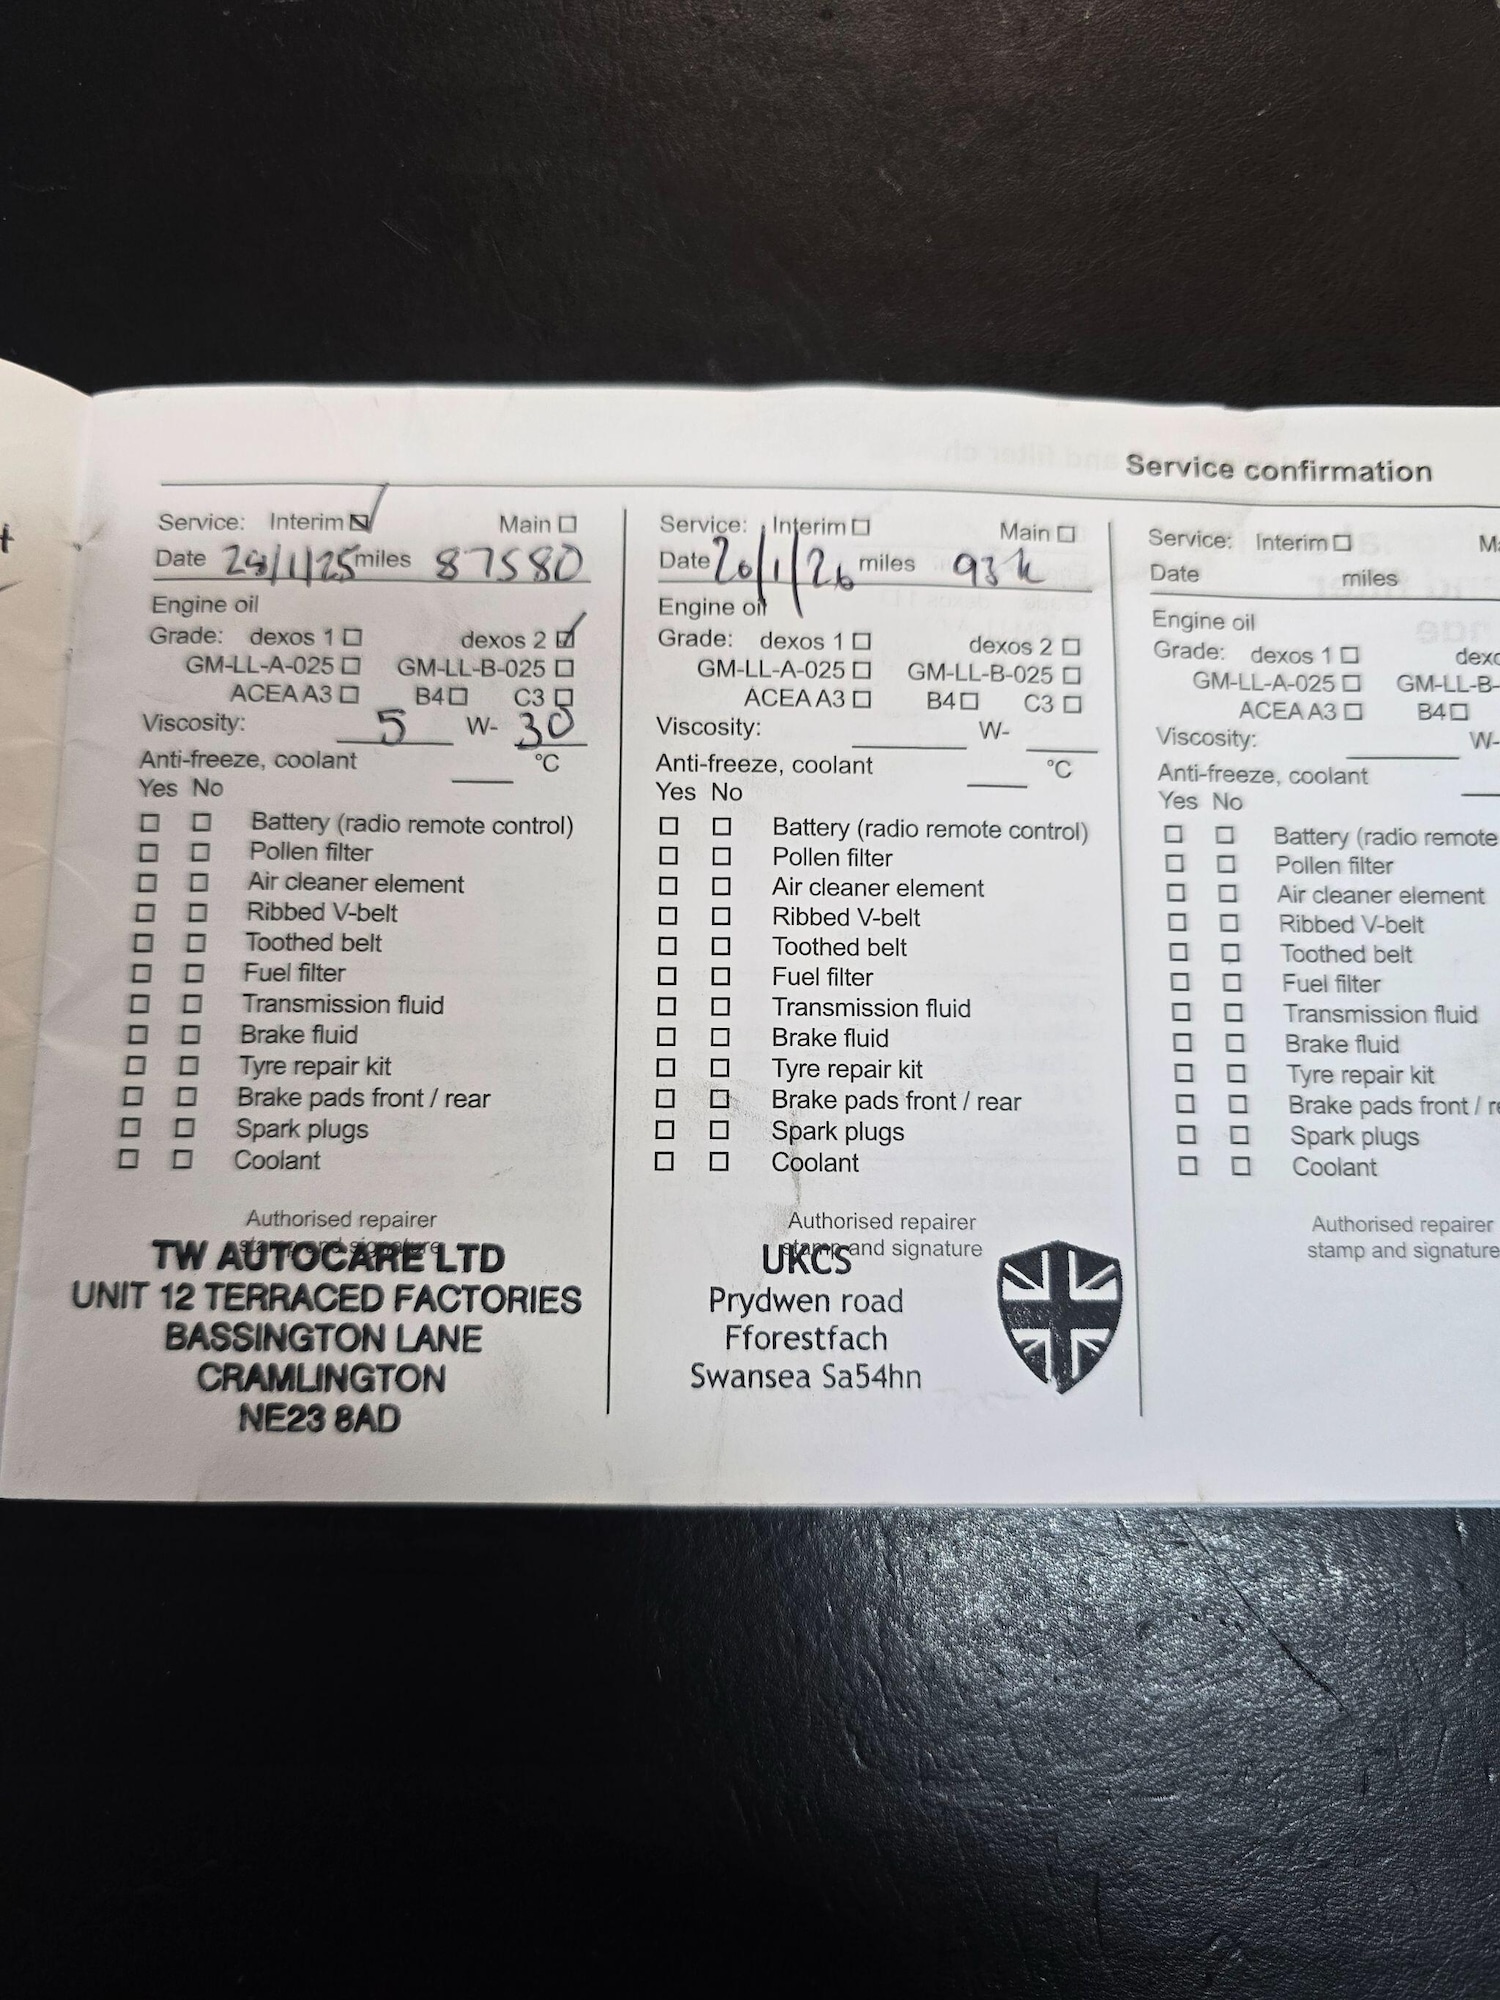 Service confirmation
Service: Interim Main
Date 28/1/25 miles 87580
Engine oil
Grade: dexos 1 dexos 2
GM-LL-A-025 GM-LL-B-025
ACEA A3 B4 C3
Viscosity: 5 W- 30
Anti-freeze, coolant °C
Yes No
Battery (radio remote control)
Pollen filter
Air cleaner element
Ribbed V-belt
Toothed belt
Fuel filter
Transmission fluid
Brake fluid
Tyre repair kit
Brake pads front / rear
Spark plugs
Coolant
Authorised repairer
stamp and signature
TW AUTOCARE LTD
UNIT 12 TERRACED FACTORIES
BASSINGTON LANE
CRAMLINGTON
NE23 8AD
Service: Interim Main
Date 20/1/26 miles 93k
Engine oil
Grade: dexos 1 dexos 2
GM-LL-A-025 GM-LL-B-025
ACEA A3 B4 C3
Viscosity: W-
Anti-freeze, coolant °C
Yes No
Battery (radio remote control)
Pollen filter
Air cleaner element
Ribbed V-belt
Toothed belt
Fuel filter
Transmission fluid
Brake fluid
Tyre repair kit
Brake pads front / rear
Spark plugs
Coolant
Authorised repairer
stamp and signature
UKCS
Prydwen road
Fforestfach
Swansea Sa54hn
Service: Interim
Date miles
Engine oil
Grade: dexos 1
GM-LL-A-025 GM-LL-B-
ACEA A3 B4
Viscosity: W-
Anti-freeze, coolant
Yes No
Battery (radio remote
Pollen filter
Air cleaner element
Ribbed V-belt
Toothed belt
Fuel filter
Transmission fluid
Brake fluid
Tyre repair kit
Brake pads front /
Spark plugs
Coolant
Authorised repairer
stamp and signature